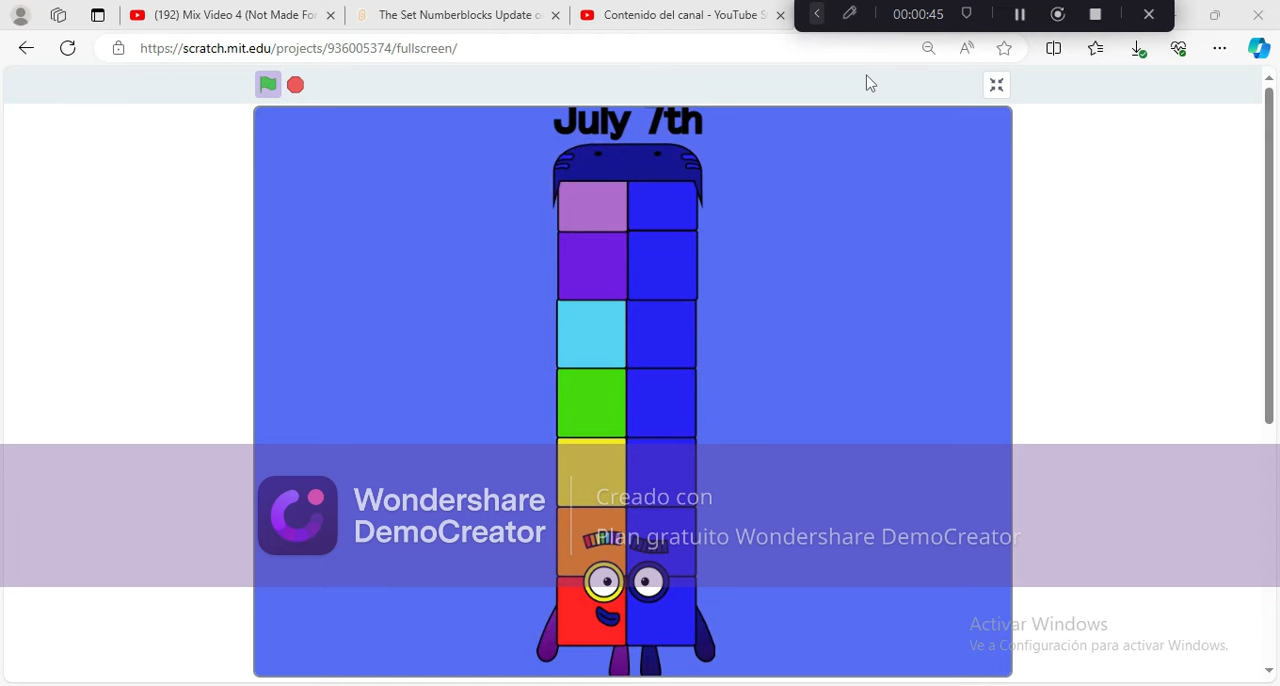 (192) Mix Video 4 (Not Made For
The Set Numberblocks Update o
Contenido del canal - YouTube S
00:00:45
https://scratch.mit.edu/projects/936005374/fullscreen/
July 7th
Wondershare
DemoCreator
Creado con
Plan gratuito Wondershare DemoCreator
Activar Windows
Ve a Configuración para activar Windows.